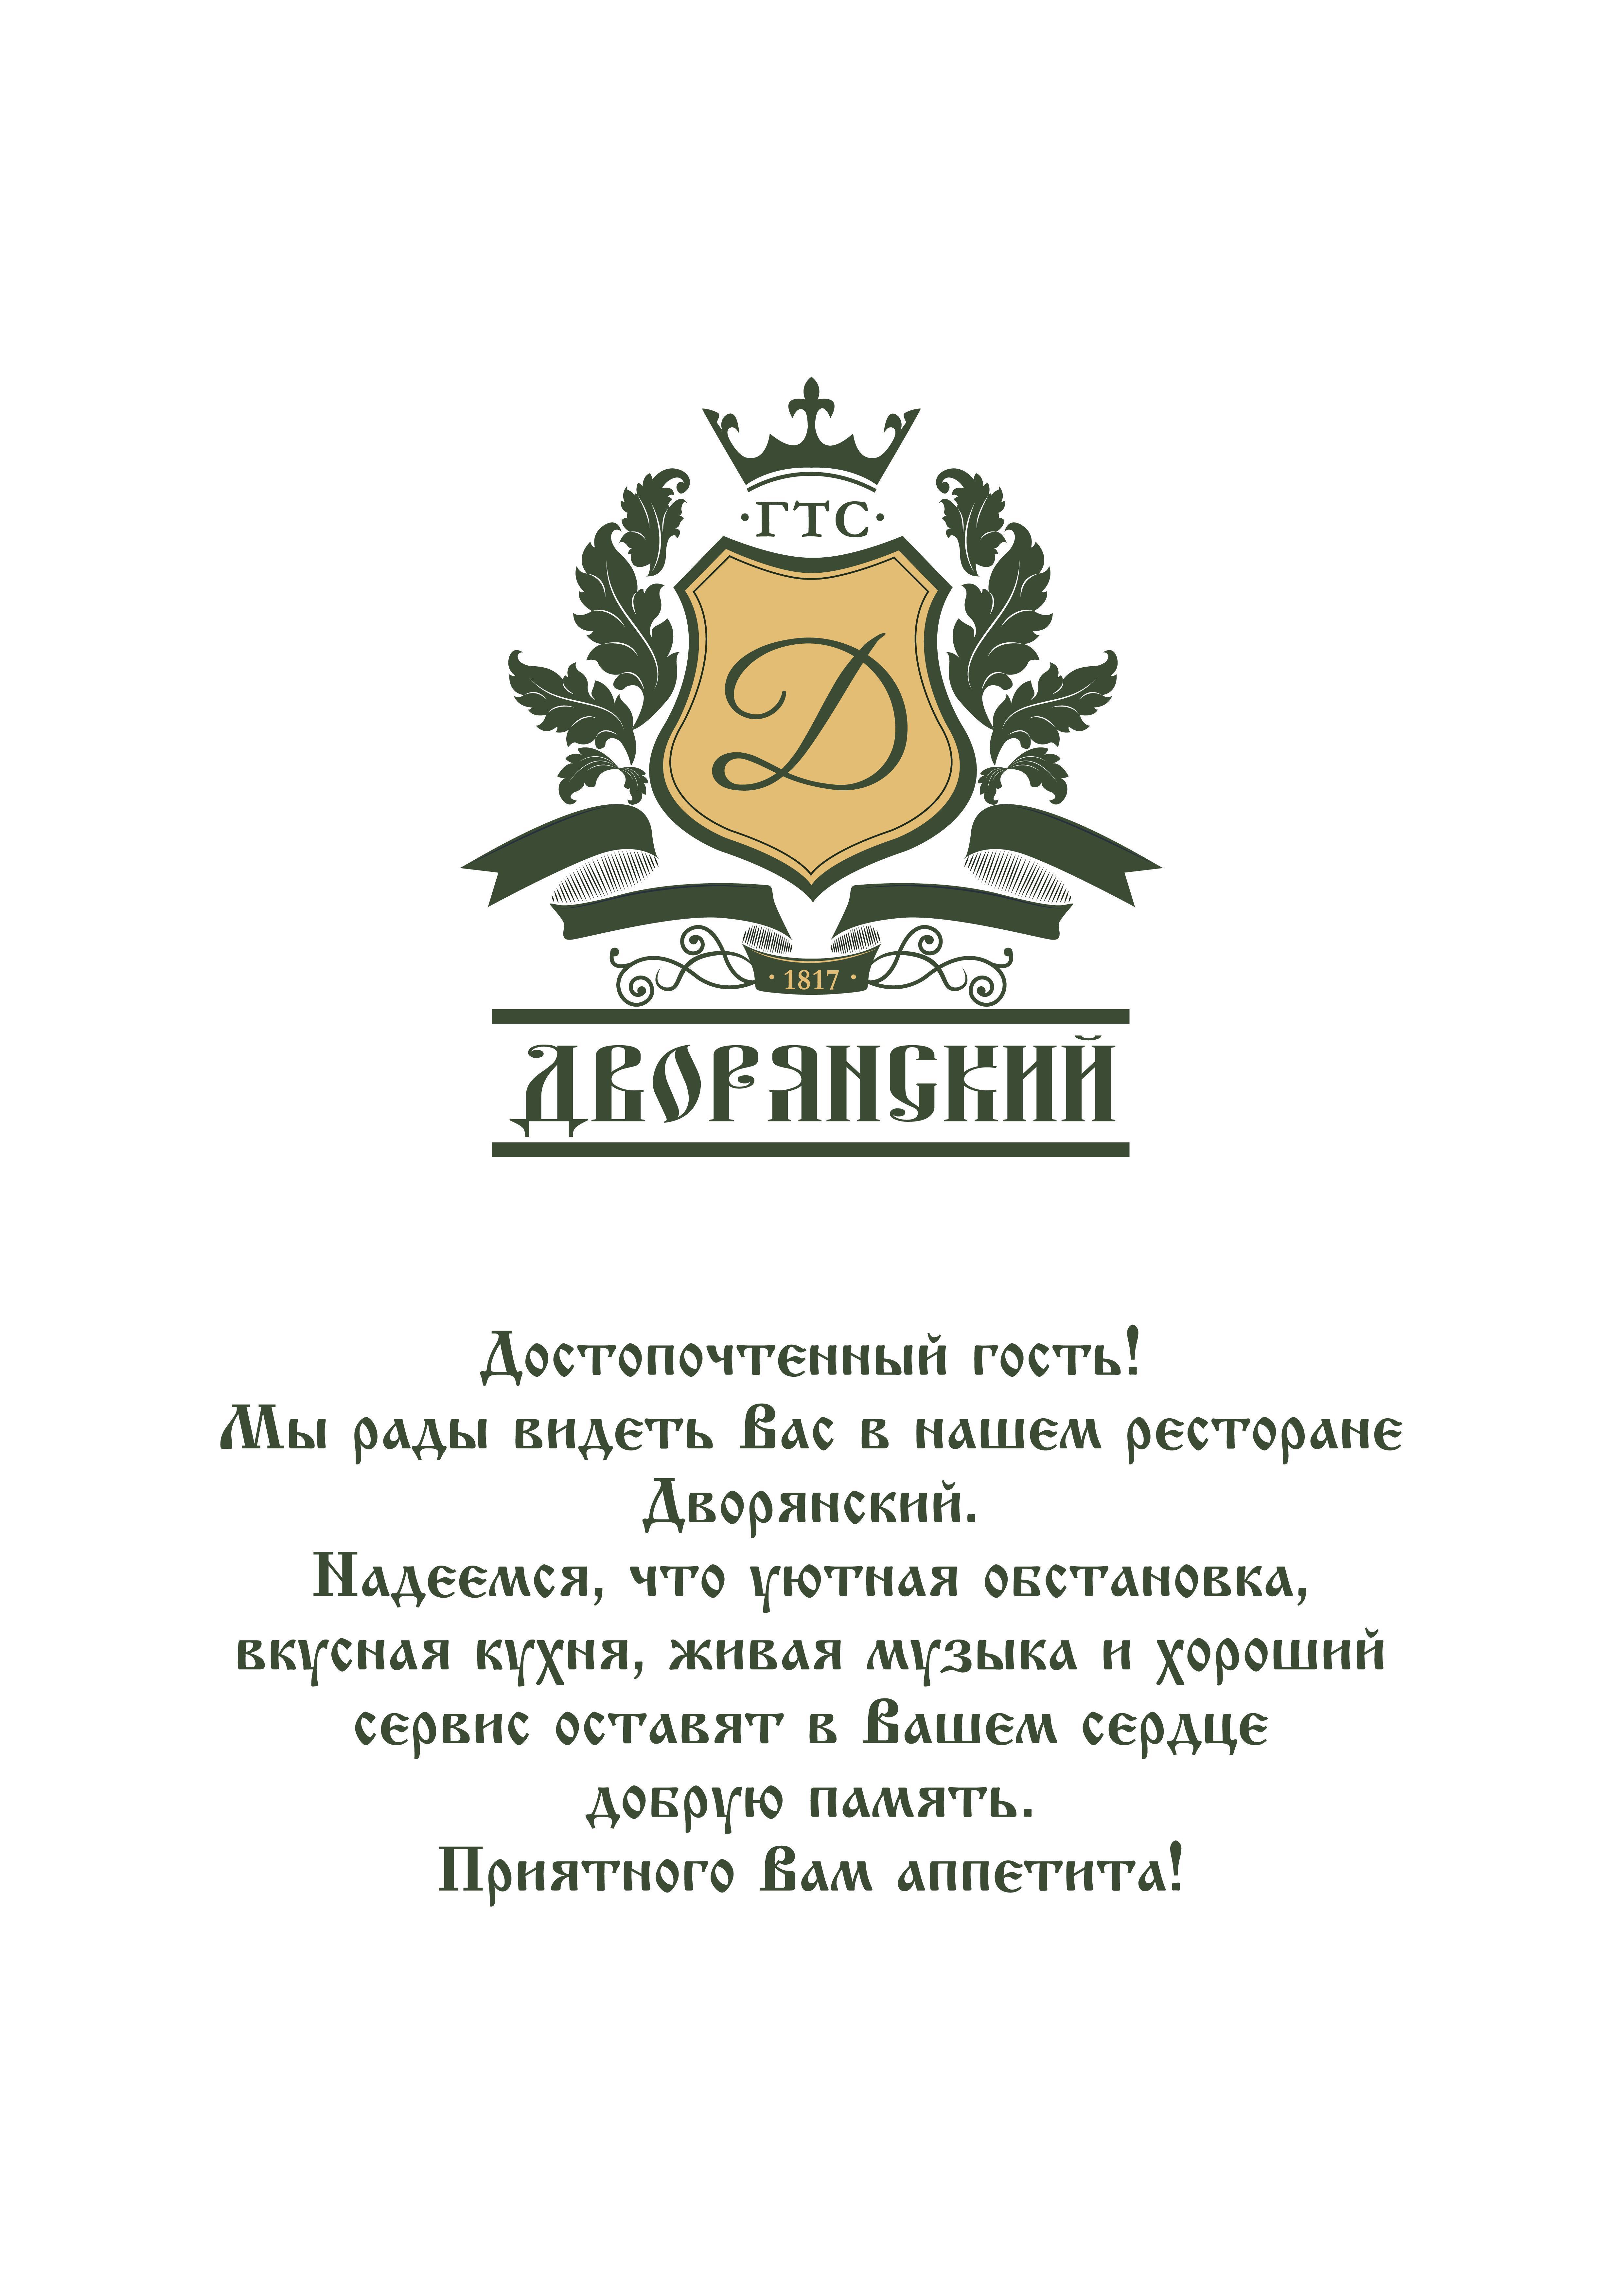 ·ГТС·
D
· 1817 ·
ДВОРЯНСКИЙ
Достопочтенный гость!
Мы рады видеть Вас в нашем ресторане
Дворянский.
Надеемся, что уютная обстановка,
вкусная кухня, живая музыка и хороший
сервис оставят в Вашем сердце
добрую память.
Приятного Вам аппетита!